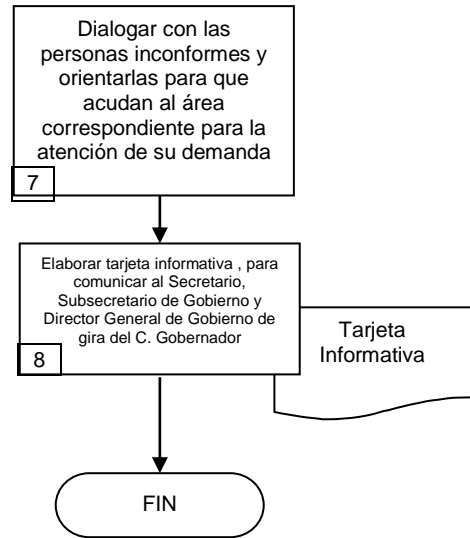 Dialogar con las
personas inconformes y
orientarlas para que
acudan al área
correspondiente para la
atención de su demanda
7
Elaborar tarjeta informativa , para
comunicar al Secretario,
Subsecretario de Gobierno y
Director General de Gobierno de
gira del C. Gobernador
8
Tarjeta
Informativa
FIN